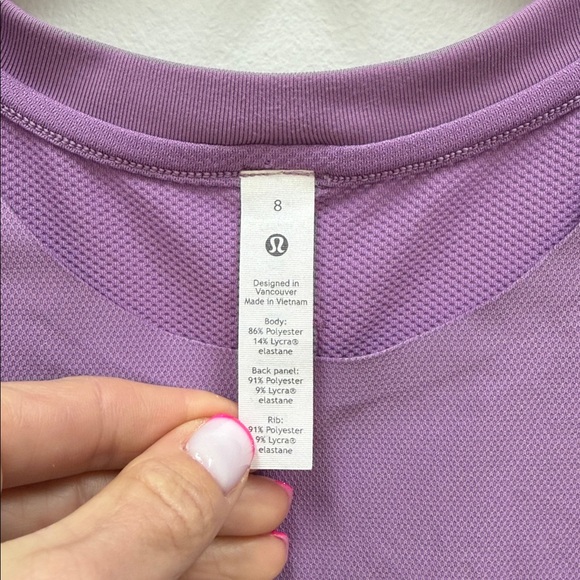 8
Designed in
Vancouver
Made in Vietnam
Body:
86% Polyester
14% Lycra®
elastane
Back panel:
91% Polyester
9% Lycra®
elastane
Rib:
91% Polyester
9% Lycra®
elastane